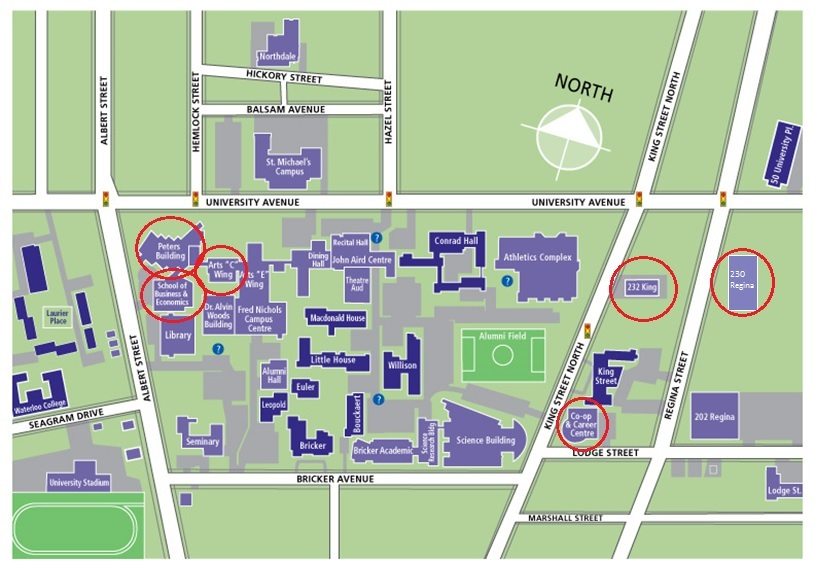 Northdale
HICKORY STREET
BALSAM AVENUE
ALBERT STREET
HEMLOCK STREET
HAZEL STREET
St. Michael's
Campus
NORTH
KING STREET NORTH
50 University Pl.
UNIVERSITY AVENUE
UNIVERSITY AVENUE
Peters
Building
Arts "C"
Wing
Arts "E"
Wing
School of
Business &
Economics
Dr. Alvin
Woods
Building
Fred Nichols
Campus
Centre
Library
Dining
Hall
Recital Hall
?
John Aird Centre
Theatre
Aud
Conrad Hall
Athletics Complex
?
232 King
230
Regina
Laurier
Place
Macdonald House
Little House
Willison
Alumni Field
?
Alumni
Hall
Euler
Leopold
Bouckaert
?
King
Street
KING STREET NORTH
REGINA STREET
Co-op
& Career
Centre
202 Regina
Waterloo College
ALBERT STREET
SEAGRAM DRIVE
Seminary
Bricker
Bricker Academic
Science
Research Bldg
Science Building
LODGE STREET
University Stadium
BRICKER AVENUE
Lodge St.
MARSHALL STREET